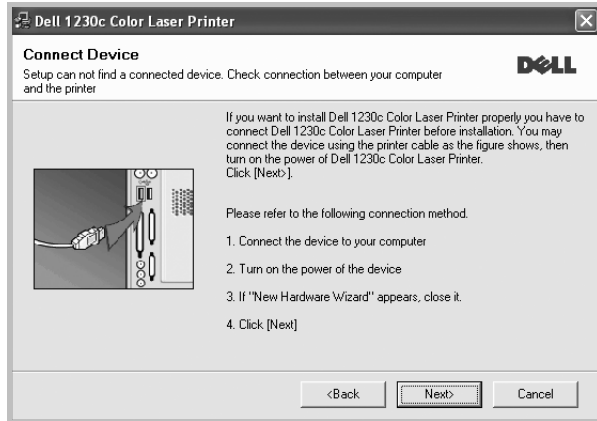 Dell 1230c Color Laser Printer
Connect Device
Setup can not find a connected device. Check connection between your computer
and the printer
DELL
If you want to install Dell 1230c Color Laser Printer properly you have to
connect Dell 1230c Color Laser Printer before installation. You may
connect the device using the printer cable as the figure shows, then
turn on the power of Dell 1230c Color Laser Printer.
Click [Next>].
Please refer to the following connection method.
1. Connect the device to your computer
2. Turn on the power of the device
3. If "New Hardware Wizard" appears, close it.
4. Click [Next]
<Back
Next>
Cancel